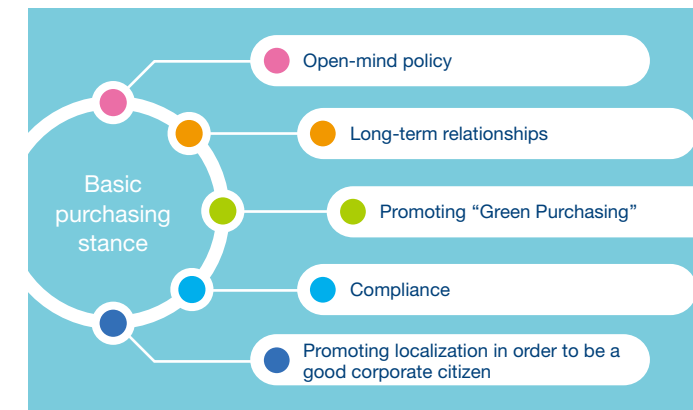 Open-mind policy
Long-term relationships
Basic
purchasing
stance
Promoting “Green Purchasing”
Compliance
Promoting localization in order to be a
good corporate citizen